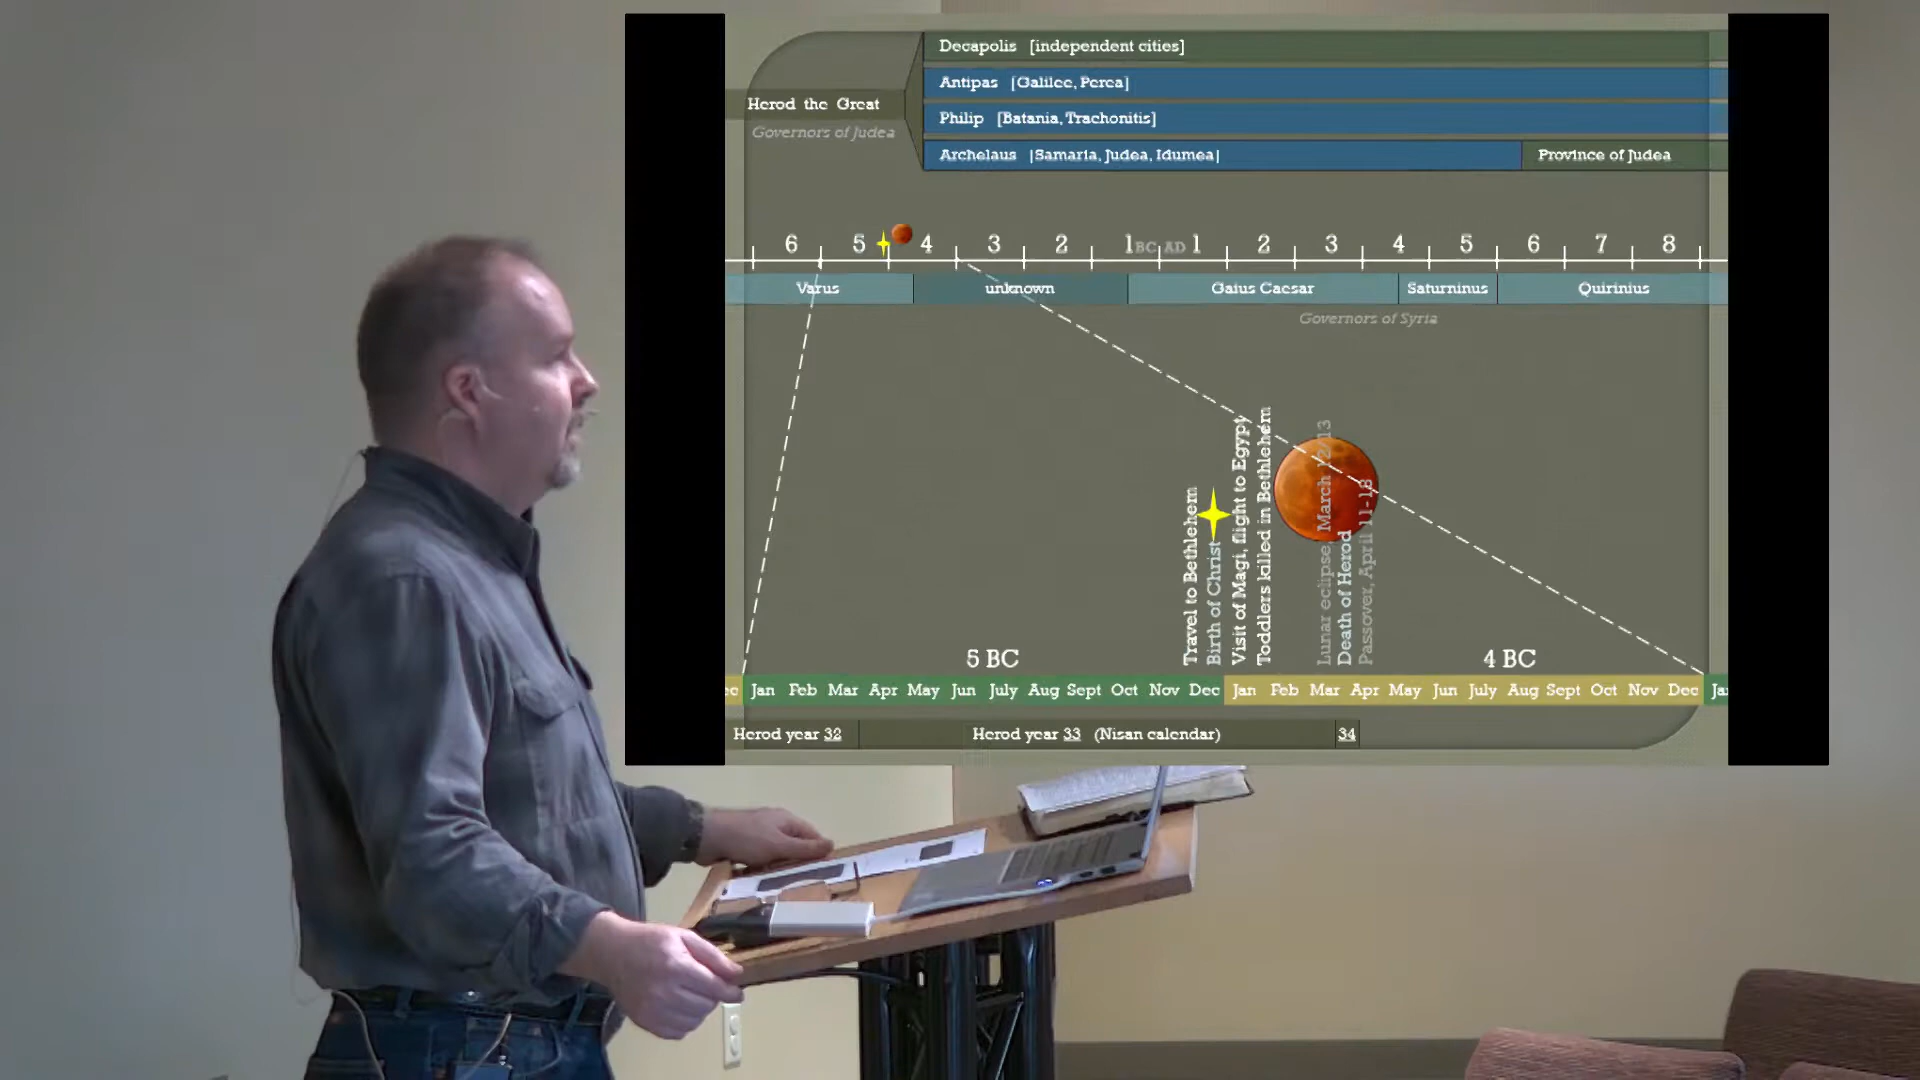 Decapolis [independent cities]
Antipas [Galilee, Perea]
Herod the Great
Philip [Batania, Trachonitis]
Governors of Judea
Archelaus [Samaria, Judea, Idumea]
Province of Judea
6 5 4 3 2 1 BC AD 1 2 3 4 5 6 7 8
Varus
unknown
Gaius Caesar
Saturninus
Quirinius
Governors of Syria
Travel to Bethlehem
Birth of Christ
Visit of Magi, flight to Egypt
Toddlers killed in Bethlehem
Lunar eclipse, March 12/13
Death of Herod
Passover, April 11-18
5 BC
4 BC
ec Jan Feb Mar Apr May Jun July Aug Sept Oct Nov Dec Jan Feb Mar Apr May Jun July Aug Sept Oct Nov Dec Ja
Herod year 32
Herod year 33 (Nisan calendar)
34